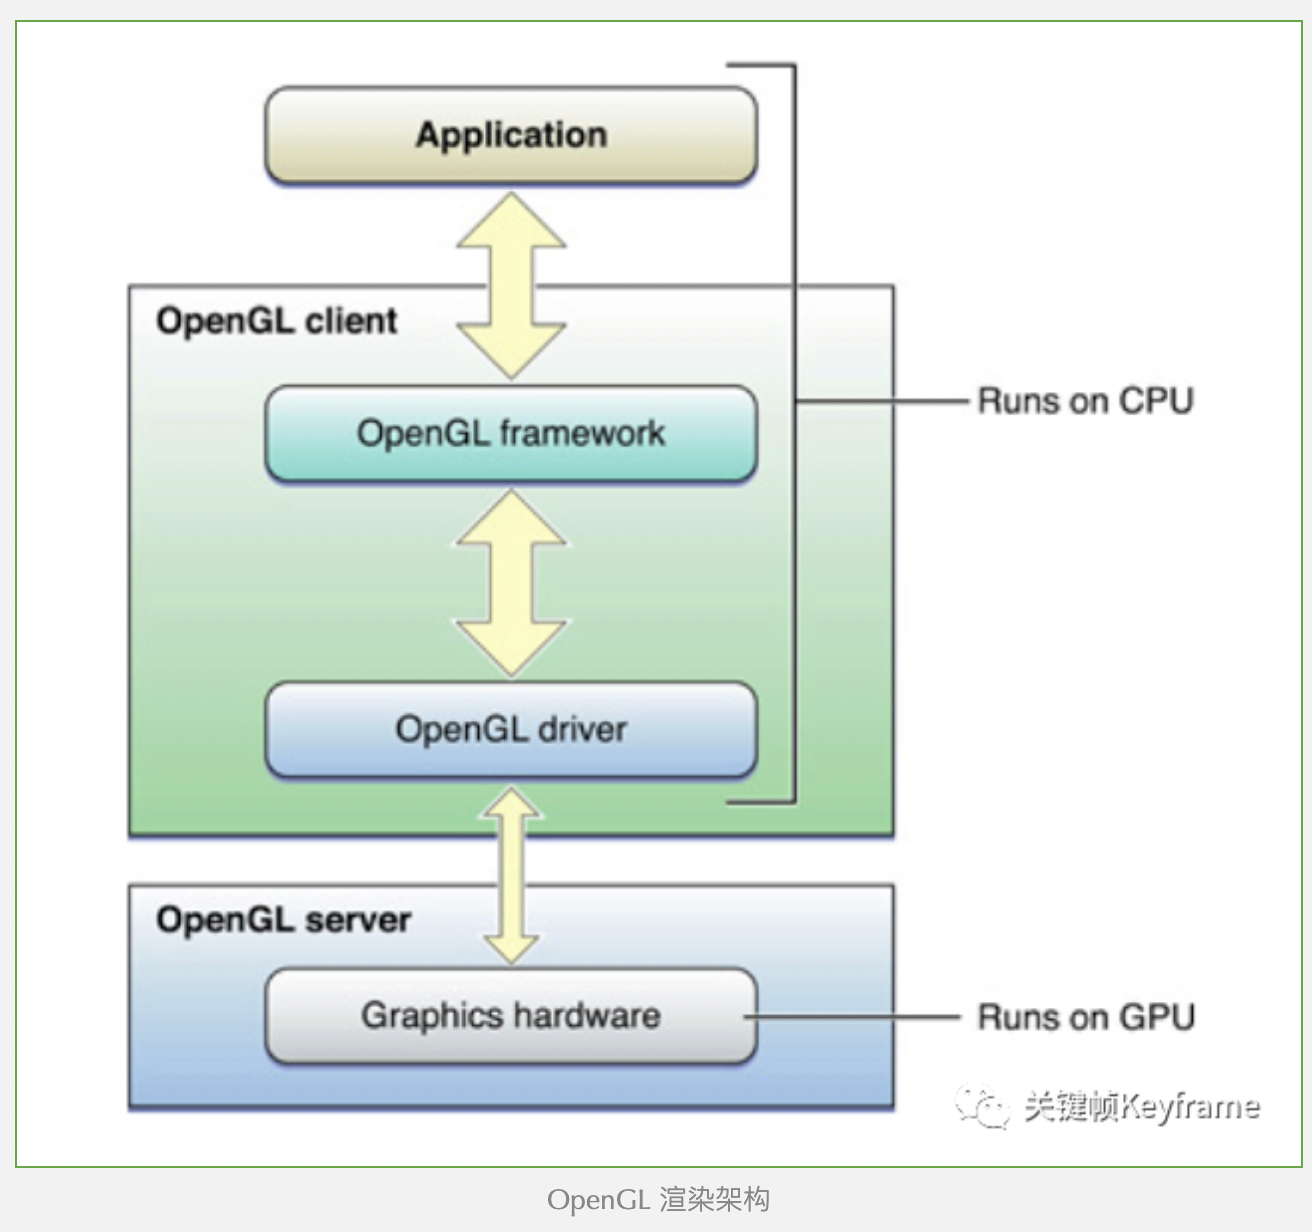 Application
OpenGL client
OpenGL framework
Runs on CPU
OpenGL driver
OpenGL server
Graphics hardware
Runs on GPU
关键帧Keyframe
OpenGL 渲染架构